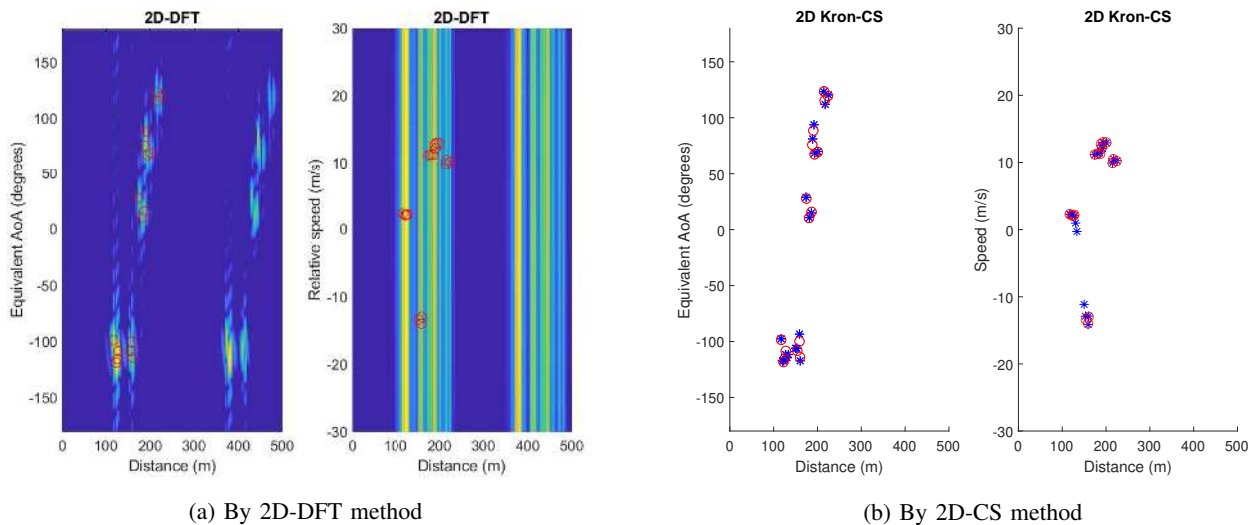 2D-DFT
Equivalent AoA (degrees)
150
100
50
0
-50
-100
-150
0 100 200 300 400 500
Distance (m)
2D-DFT
Relative speed (m/s)
30
20
10
0
-10
-20
-30
0 100 200 300 400 500
Distance (m)
(a) By 2D-DFT method
2D Kron-CS
Equivalent AoA (degrees)
150
100
50
0
-50
-100
-150
0 100 200 300 400 500
Distance (m)
2D Kron-CS
Speed (m/s)
30
20
10
0
-10
-20
-30
0 100 200 300 400 500
Distance (m)
(b) By 2D-CS method